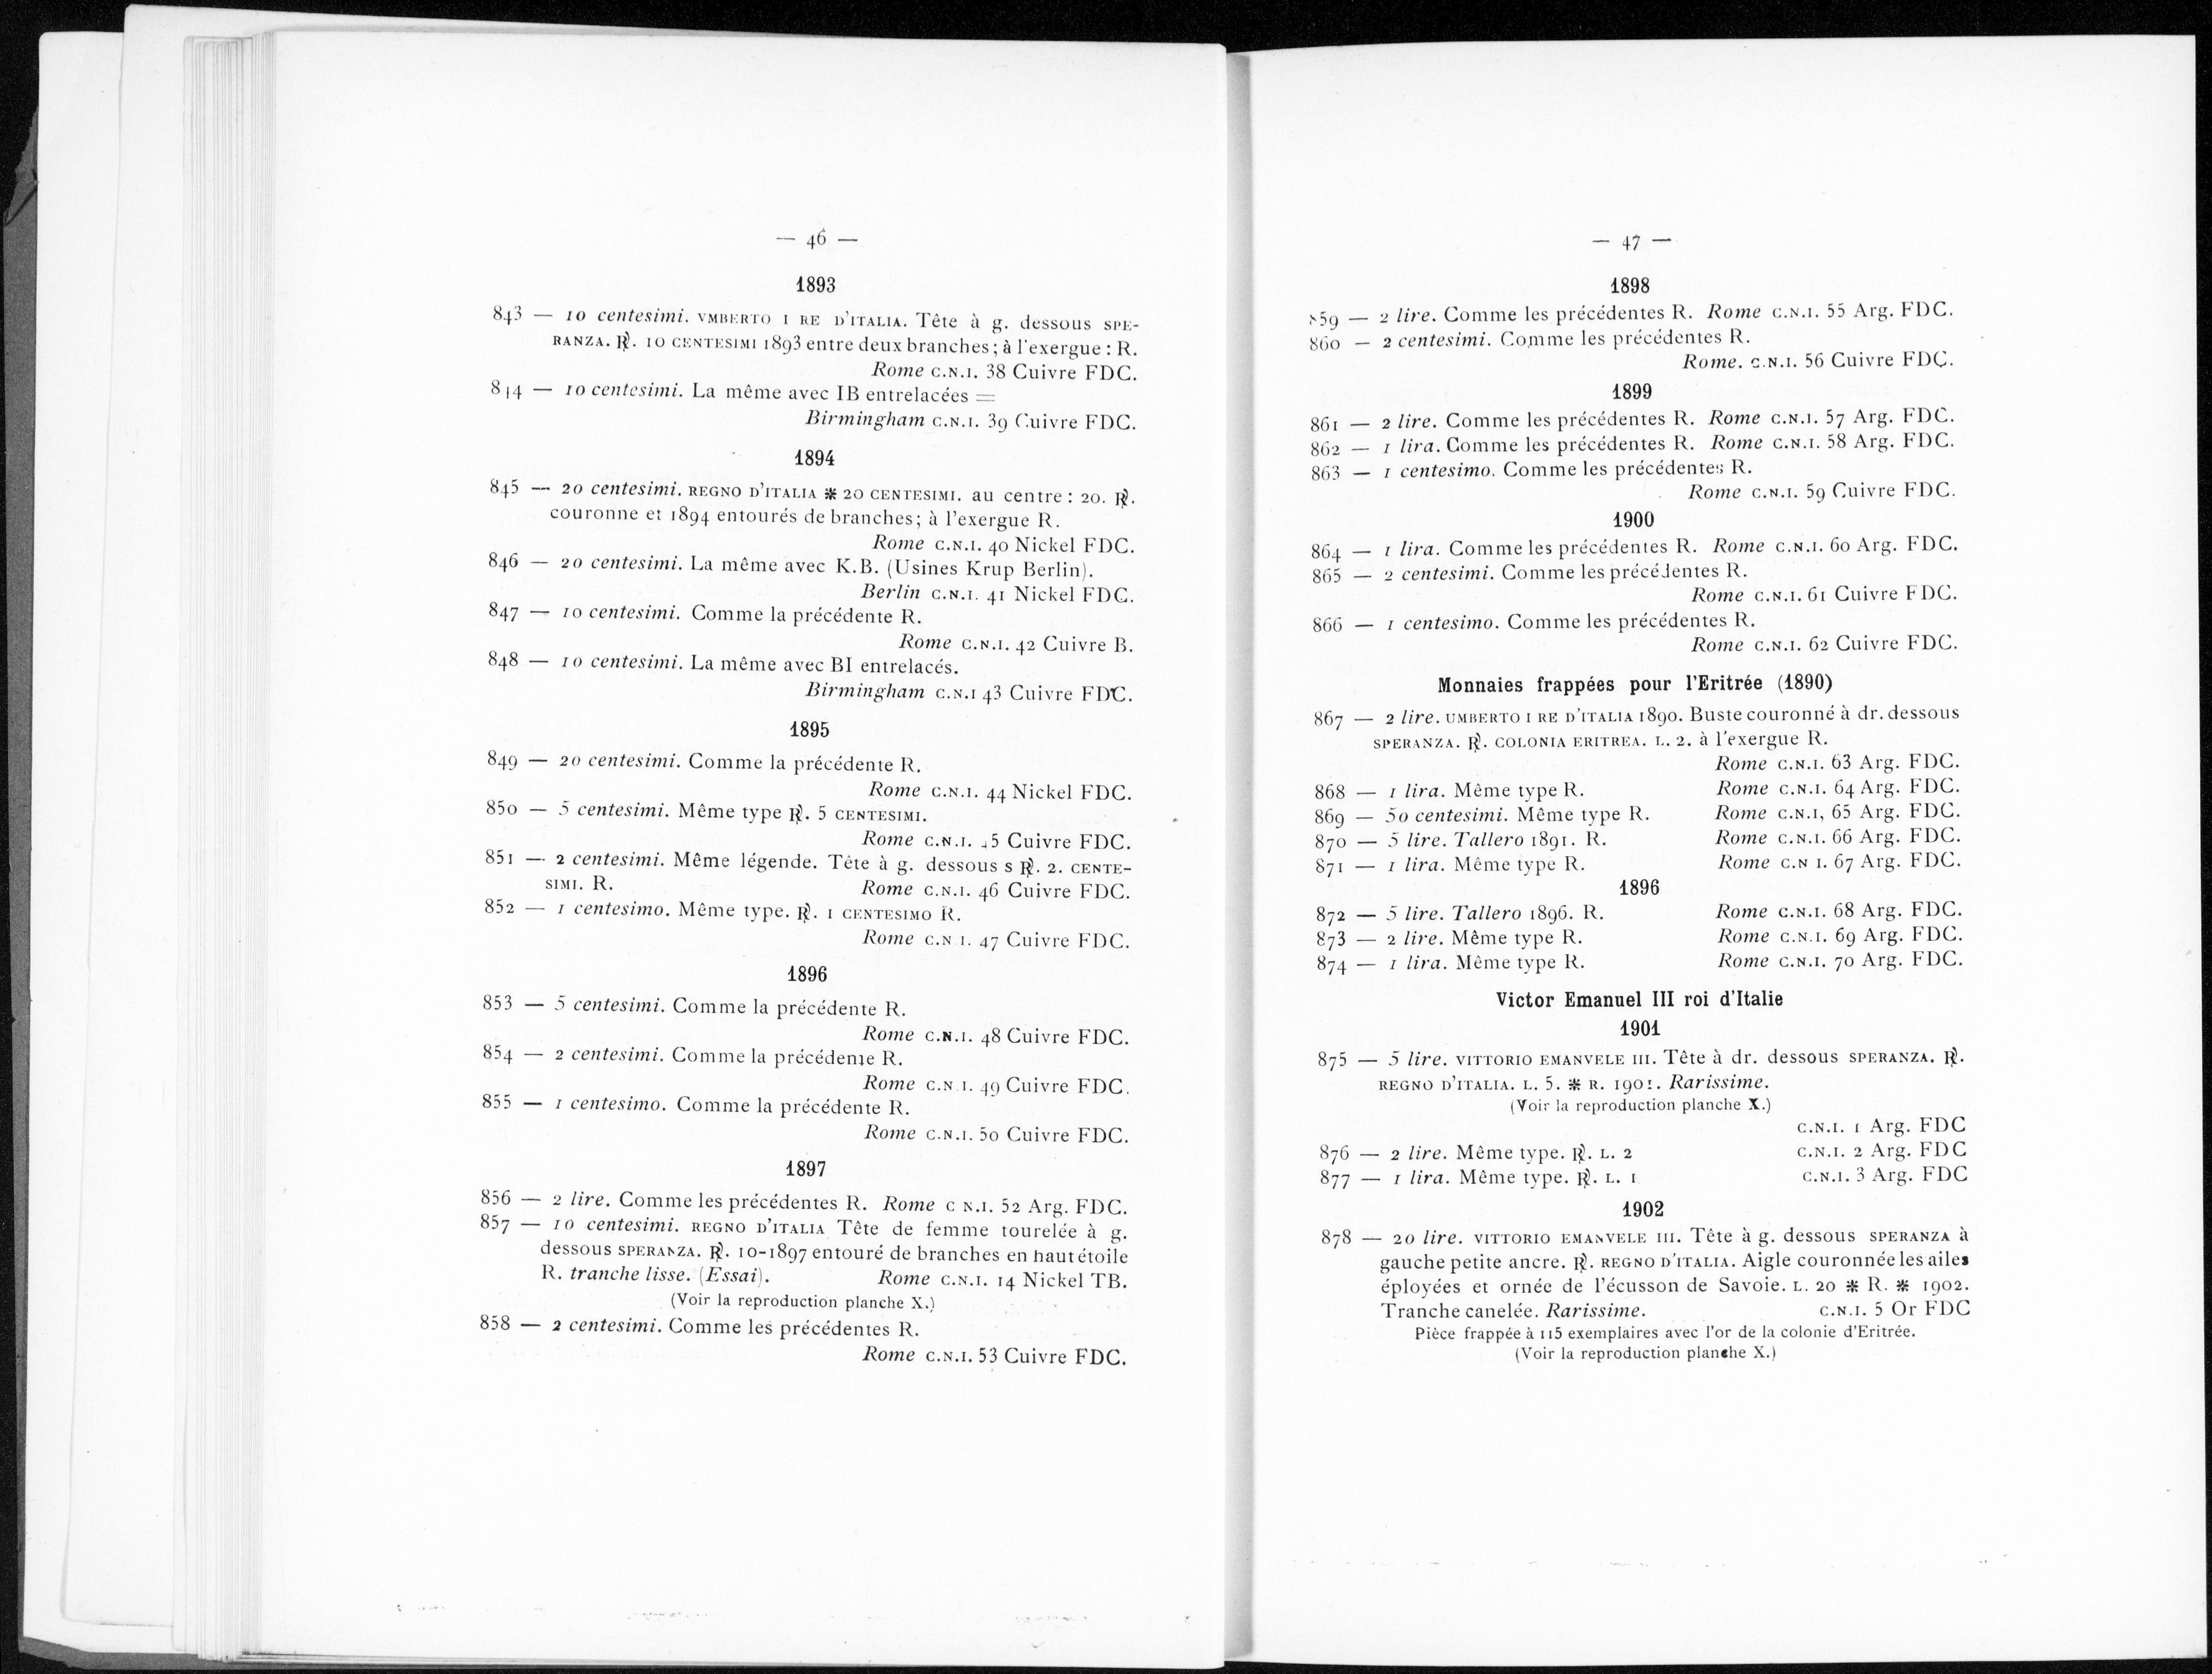 — 46 —
1893
843 — 10 centesimi. VMBERTO I RE D'ITALIA. Tête à g. dessous SPE-
RANZA. ℟. 10 CENTESIMI 1893 entre deux branches; à l'exergue : R.
Rome C.N.I. 38 Cuivre FDC.
844 — 10 centesimi. La même avec IB entrelacées =
Birmingham C.N.I. 39 Cuivre FDC.
1894
845 — 20 centesimi. REGNO D'ITALIA ✻ 20 CENTESIMI. au centre : 20. ℟.
couronne et 1894 entourés de branches; à l'exergue R.
Rome C.N.I. 40 Nickel FDC.
846 — 20 centesimi. La même avec K.B. (Usines Krup Berlin).
Berlin C.N.I. 41 Nickel FDC.
847 — 10 centesimi. Comme la précédente R.
Rome C.N.I. 42 Cuivre B.
848 — 10 centesimi. La même avec BI entrelacés.
Birmingham C.N.I 43 Cuivre FDC.
1895
849 — 20 centesimi. Comme la précédente R.
Rome C.N.I. 44 Nickel FDC.
850 — 5 centesimi. Même type ℟. 5 CENTESIMI.
Rome C.N.I. 45 Cuivre FDC.
851 — 2 centesimi. Même légende. Tête à g. dessous S ℟. 2. CENTE-
SIMI. R. Rome C.N.I. 46 Cuivre FDC.
852 — 1 centesimo. Même type. ℟. 1 CENTESIMO R.
Rome C.N I. 47 Cuivre FDC.
1896
853 — 5 centesimi. Comme la précédente R.
Rome C.N.I. 48 Cuivre FDC.
854 — 2 centesimi. Comme la précédente R.
Rome C.N.I. 49 Cuivre FDC.
855 — 1 centesimo. Comme la précédente R.
Rome C.N.I. 50 Cuivre FDC.
1897
856 — 2 lire. Comme les précédentes R. Rome C N.I. 52 Arg. FDC.
857 — 10 centesimi. REGNO D'ITALIA Tête de femme tourelée à g.
dessous SPERANZA. ℟. 10-1897 entouré de branches en haut étoile
R. tranche lisse. (Essai). Rome C.N.I. 14 Nickel TB.
(Voir la reproduction planche X.)
858 — 2 centesimi. Comme les précédentes R.
Rome C.N.I. 53 Cuivre FDC.
— 47 —
1898
859 — 2 lire. Comme les précédentes R. Rome C.N.I. 55 Arg. FDC.
860 — 2 centesimi. Comme les précédentes R.
Rome. C.N.I. 56 Cuivre FDC.
1899
861 — 2 lire. Comme les précédentes R. Rome C.N.I. 57 Arg. FDC.
862 — 1 lira. Comme les précédentes R. Rome C.N.I. 58 Arg. FDC.
863 — 1 centesimo. Comme les précédentes R.
Rome C.N.I. 59 Cuivre FDC.
1900
864 — 1 lira. Comme les précédentes R. Rome C.N.I. 60 Arg. FDC.
865 — 2 centesimi. Comme les précédentes R.
Rome C.N.I. 61 Cuivre FDC.
866 — 1 centesimo. Comme les précédentes R.
Rome C.N.I. 62 Cuivre FDC.
Monnaies frappées pour l'Eritrée (1890)
867 — 2 lire. UMBERTO I RE D'ITALIA 1890. Buste couronné à dr. dessous
SPERANZA. ℟. COLONIA ERITREA. L. 2. à l'exergue R.
Rome C.N.I. 63 Arg. FDC.
868 — 1 lira. Même type R. Rome C.N.I. 64 Arg. FDC.
869 — 50 centesimi. Même type R. Rome C.N.I, 65 Arg. FDC.
870 — 5 lire. Tallero 1891. R. Rome C.N.I. 66 Arg. FDC.
871 — 1 lira. Même type R. Rome C.N I. 67 Arg. FDC.
1896
872 — 5 lire. Tallero 1896. R. Rome C.N.I. 68 Arg. FDC.
873 — 2 lire. Même type R. Rome C.N.I. 69 Arg. FDC.
874 — 1 lira. Même type R. Rome C.N.I. 70 Arg. FDC.
Victor Emanuel III roi d'Italie
1901
875 — 5 lire. VITTORIO EMANVELE III. Tête à dr. dessous SPERANZA. ℟.
REGNO D'ITALIA. L. 5. ✻ R. 1901. Rarissime.
(Voir la reproduction planche X.)
C.N.I. 1 Arg. FDC
876 — 2 lire. Même type. ℟. L. 2 C.N.I. 2 Arg. FDC
877 — 1 lira. Même type. ℟. L. 1 C.N.I. 3 Arg. FDC
1902
878 — 20 lire. VITTORIO EMANVELE III. Tête à g. dessous SPERANZA à
gauche petite ancre. ℟. REGNO D'ITALIA. Aigle couronnée les ailes
éployées et ornée de l'écusson de Savoie. L. 20 ✻ R. ✻ 1902.
Tranche canelée. Rarissime. C.N.I. 5 Or FDC
Pièce frappée à 115 exemplaires avec l'or de la colonie d'Eritrée.
(Voir la reproduction planche X.)